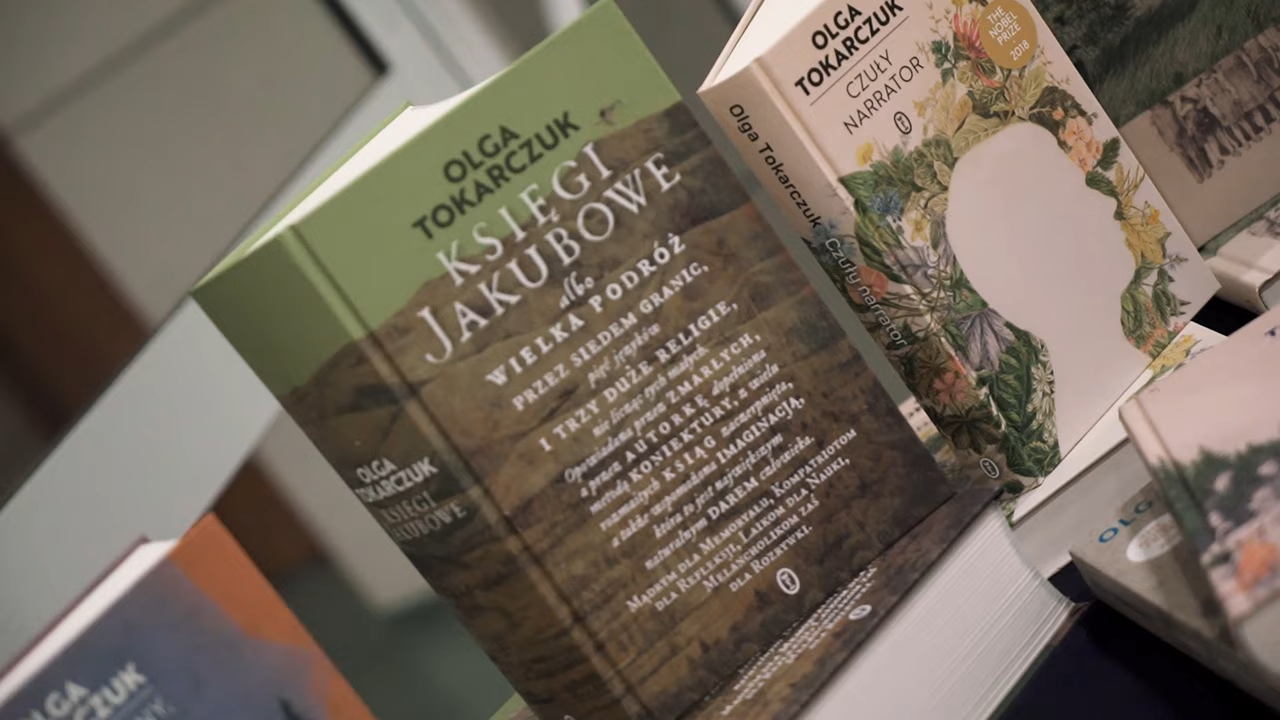 OLGA
TOKARCZUK
KSIĘGI
JAKUBOWE
albo
WIELKA PODRÓŻ
PRZEZ SIEDEM GRANIC,
pięć języków
I TRZY DUŻE RELIGIE,
nie licząc tych małych.
Opowiadana przez ZMARŁYCH,
a przez AUTORKĘ dopełniona
metodą KONIEKTURY, z wielu
rozmaitych KSIĄG zaczerpnięta,
a także wspomożona IMAGINACJĄ,
która to jest największym
naturalnym DAREM człowieka.
MĄDRYM DLA MEMORYAŁU, KOMPATRIOTOM
DLA REFLEKSJI, LAIKOM DLA NAUKI,
MELANCHOLIKOM ZAŚ
DLA ROZRYWKI.
OLGA
TOKARCZUK
KSIĘGI
JAKUBOWE
OLGA
TOKARCZUK
CZUŁY
NARRATOR
THE
NOBEL
PRIZE
2018
Olga Tokarczuk Czuły narrator
OLGA